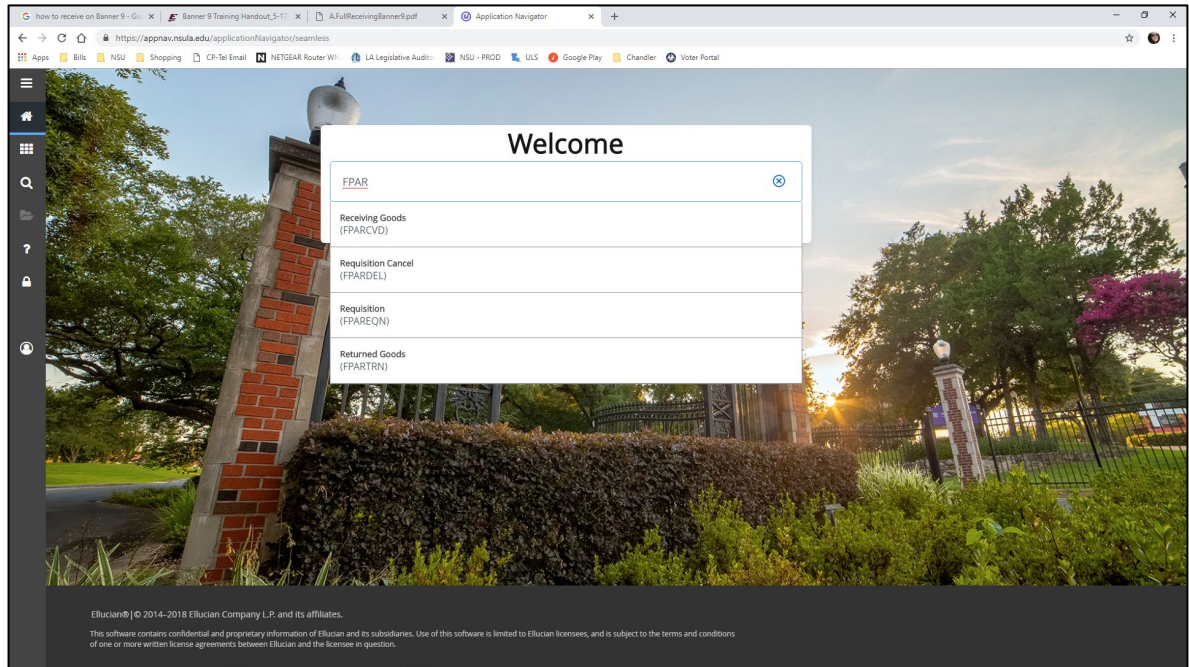 how to receive on Banner 9 - Go
Banner 9 Training Handout_5-17
A.FullReceivingBanner9.pdf
Application Navigator
https://appnav.nsula.edu/applicationNavigator/seamless
Apps Bills NSU Shopping CP-Tel Email NETGEAR Router WN LA Legislative Auditor NSU - PROD ULS Google Play Chandler Voter Portal
Welcome
FPAR
Receiving Goods
(FPARCVD)
Requisition Cancel
(FPARDEL)
Requisition
(FPAREQN)
Returned Goods
(FPARTRN)
Ellucian®|© 2014–2018 Ellucian Company L.P. and its affiliates.
This software contains confidential and proprietary information of Ellucian and its subsidiaries. Use of this software is limited to Ellucian licensees, and is subject to the terms and conditions
of one or more written license agreements between Ellucian and the licensee in question.